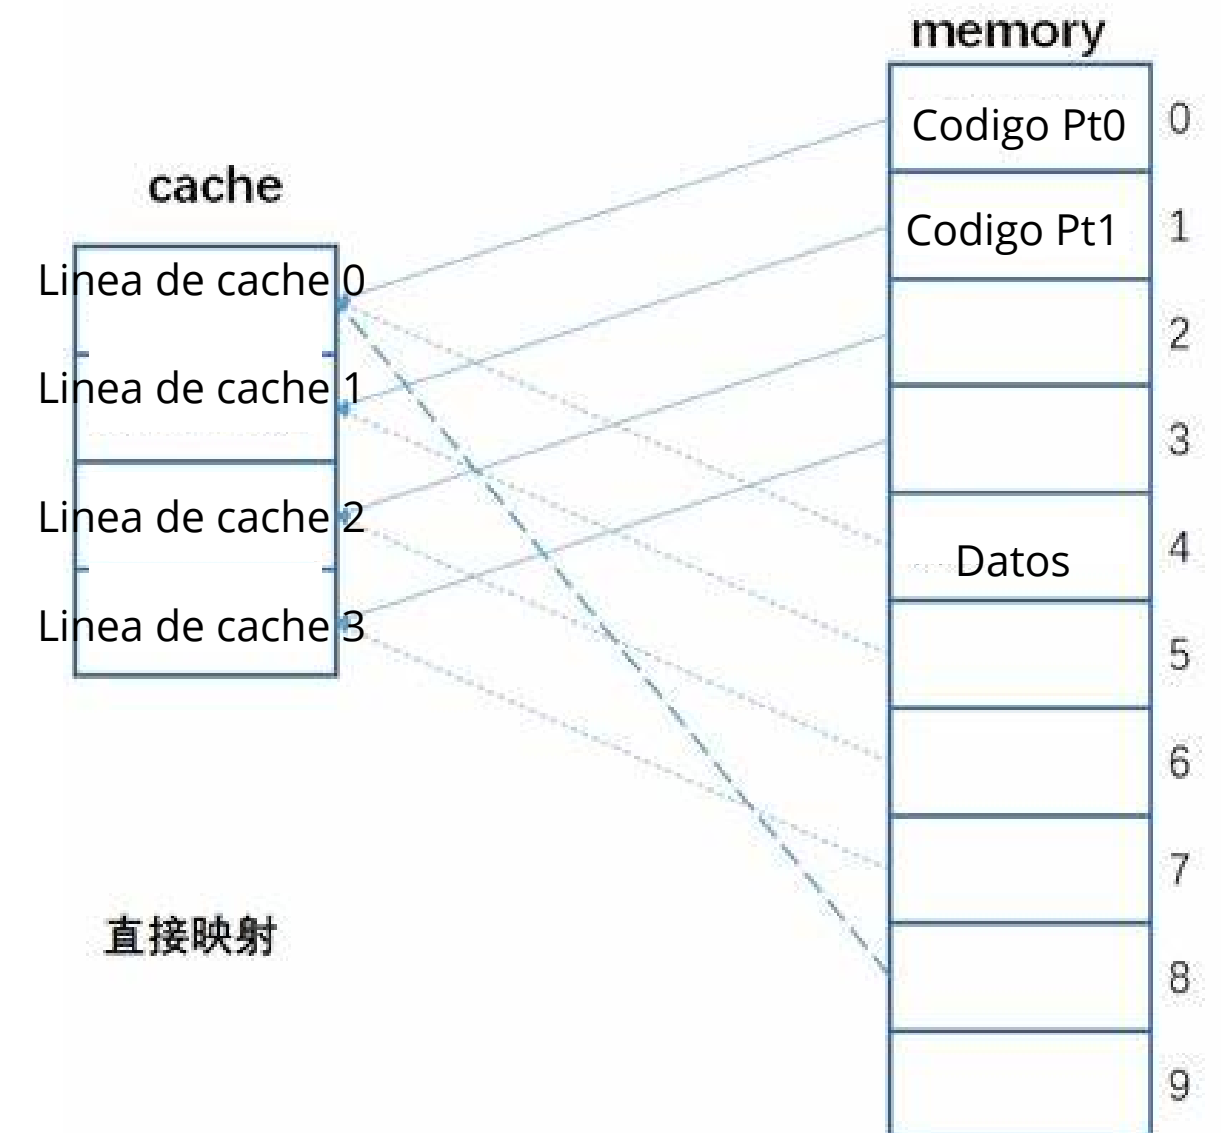 memory
Codigo Pt0
0
cache
Codigo Pt1
1
Linea de cache 0
2
Linea de cache 1
3
Linea de cache 2
Datos
4
Linea de cache 3
5
6
7
直接映射
8
9